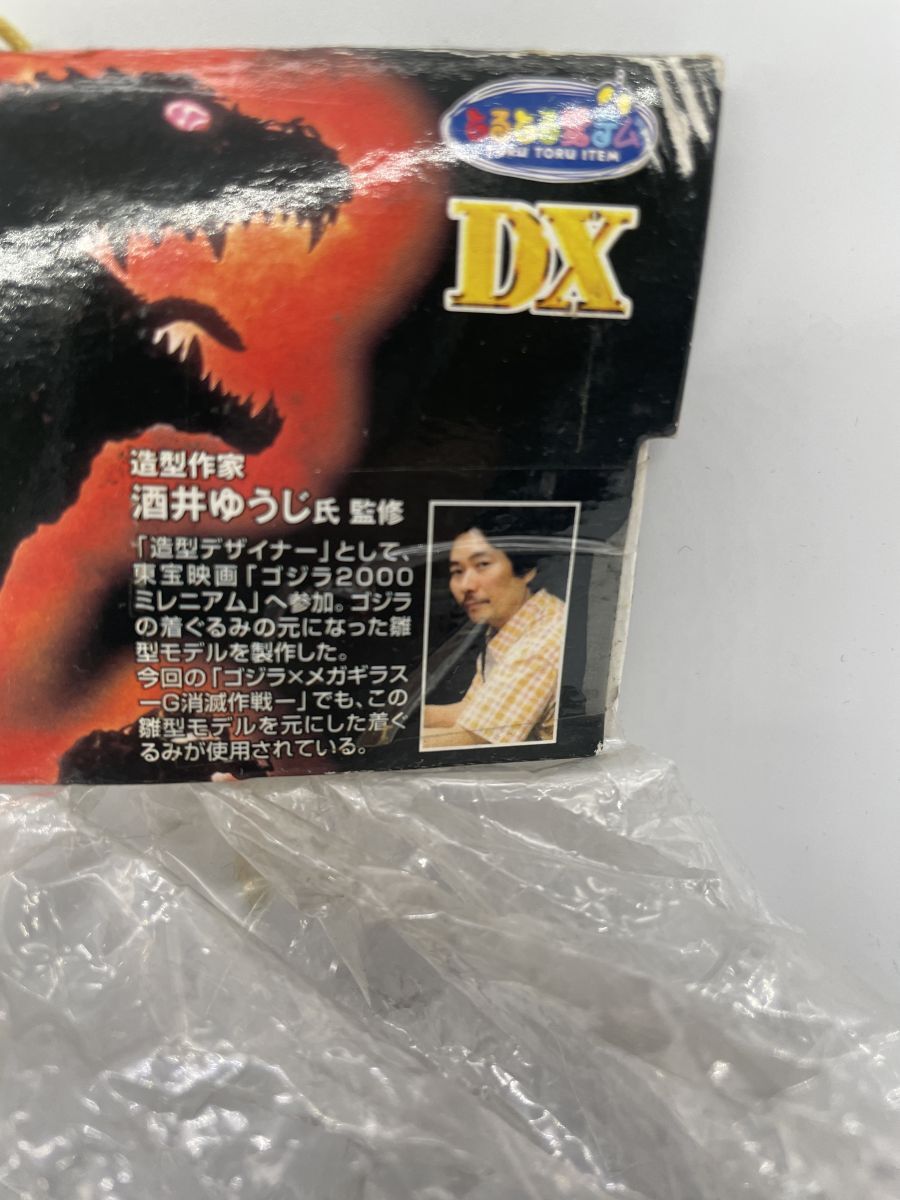 とるとるあいてむ
TORU TORU ITEM
DX
造型作家
酒井ゆうじ氏 監修
「造型デザイナー」として、
東宝映画「ゴジラ2000
ミレニアム」へ参加。ゴジラ
の着ぐるみの元になった雛
型モデルを製作した。
今回の「ゴジラ×メガギラス
ーG消滅作戦ー」でも、この
雛型モデルを元にした着ぐ
るみが使用されている。